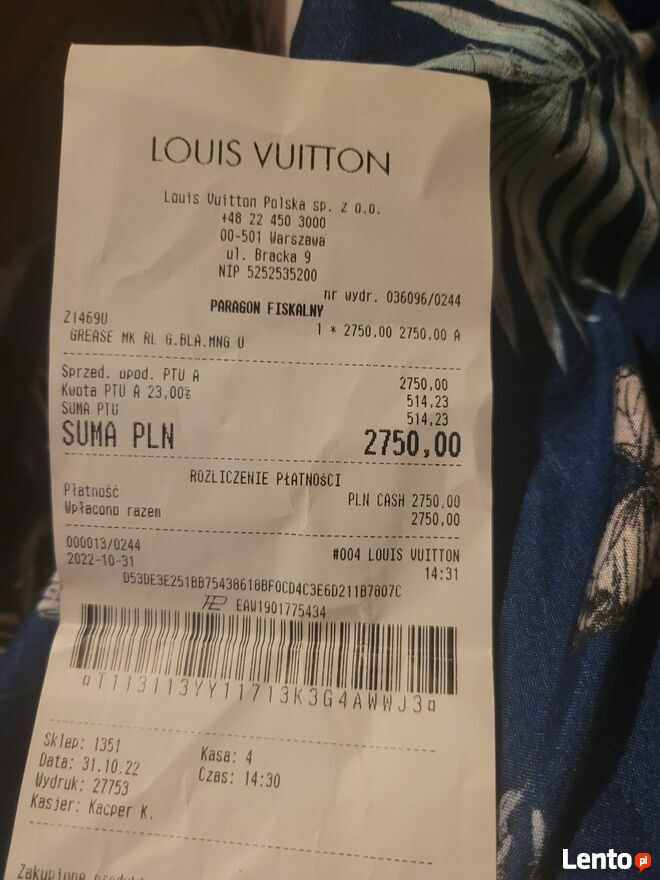 LOUIS VUITTON
Louis Vuitton Polska sp. z o.o.
+48 22 450 3000
00-501 Warszawa
ul. Bracka 9
NIP 5252535200
nr wydr. 036096/0244
PARAGON FISKALNY
Z1469U
1 * 2750,00 2750,00 A
GREASE MK RL G.BLA.MNG U
Sprzed. opod. PTU A 2750,00
Kwota PTU A 23,00% 514,23
SUMA PTU 514,23
SUMA PLN 2750,00
ROZLICZENIE PŁATNOŚCI
Płatność PLN CASH 2750,00
Wpłacono razem 2750,00
000013/0244 #004 LOUIS VUITTON
2022-10-31 14:31
D53DE3E251BB75438618BF0CD4C3E6D211B7807C
EAW1901775434
¤T113113YY11713K3G4AWWJ3¤
Sklep: 1351 Kasa: 4
Data: 31.10.22 Czas: 14:30
Wydruk: 27753
Kasjer: Kacper K.
Zakupione
Lento pl